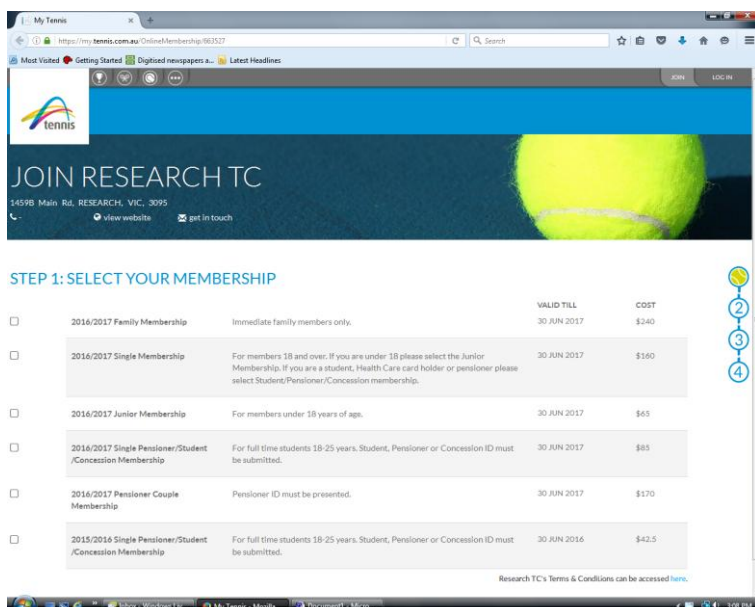 My Tennis
https://my.tennis.com.au/OnlineMembership/663527
Search
Most Visited Getting Started Digitised newspapers a... Latest Headlines
JOIN LOG IN
tennis
JOIN RESEARCH TC
1459B Main Rd, RESEARCH, VIC, 3095
- view website get in touch
STEP 1: SELECT YOUR MEMBERSHIP
VALID TILL COST
2016/2017 Family Membership Immediate family members only. 30 JUN 2017 $240
2016/2017 Single Membership For members 18 and over. If you are under 18 please select the Junior 30 JUN 2017 $160
Membership. If you are a student, Health Care card holder or pensioner please
select Student/Pensioner/Concession membership.
2016/2017 Junior Membership For members under 18 years of age. 30 JUN 2017 $65
2016/2017 Single Pensioner/Student For full time students 18-25 years. Student, Pensioner or Concession ID must 30 JUN 2017 $85
/Concession Membership be submitted.
2016/2017 Pensioner Couple Pensioner ID must be presented. 30 JUN 2017 $170
Membership
2015/2016 Single Pensioner/Student For full time students 18-25 years. Student, Pensioner or Concession ID must 30 JUN 2016 $42.5
/Concession Membership be submitted.
2
3
4
Research TC's Terms & Conditions can be accessed here.
Inbox - Windows Liv... My Tennis - Mozilla ... Document1 - Micro... 3:08 PM